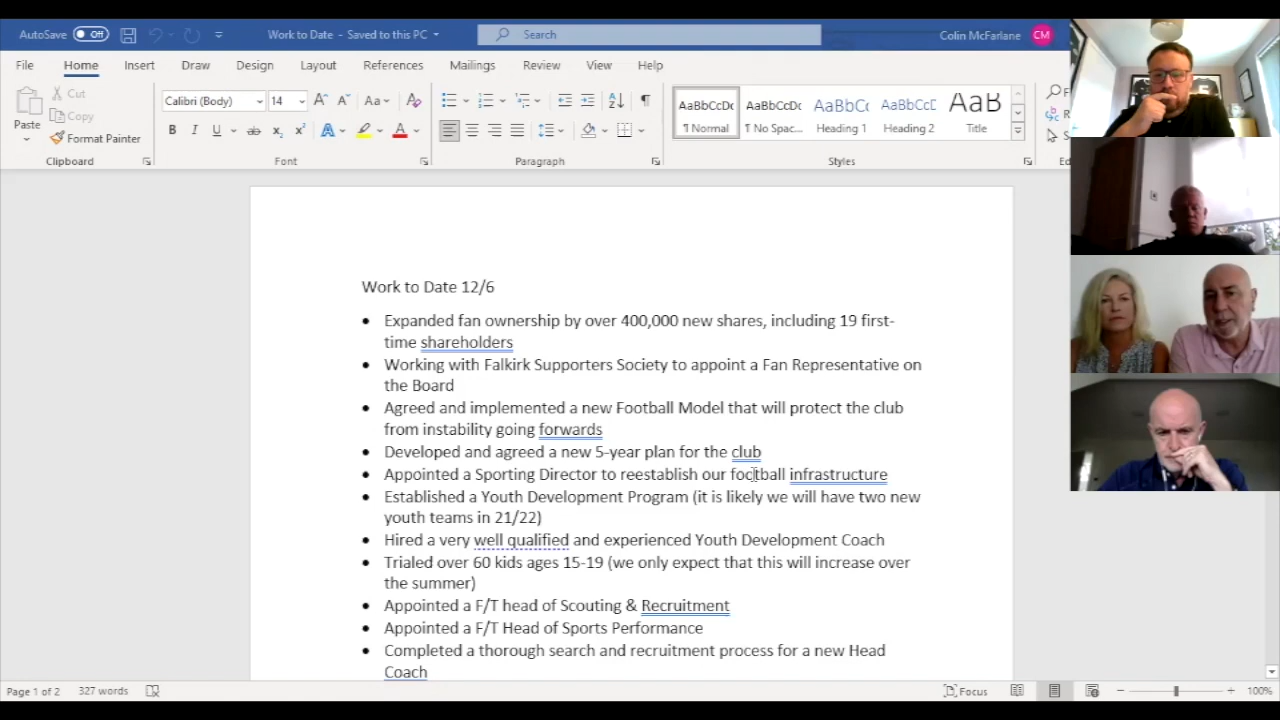 AutoSave Off Work to Date - Saved to this PC Search Colin McFarlane CM
File Home Insert Draw Design Layout References Mailings Review View Help
Paste Cut Copy Format Painter
Clipboard
Calibri (Body) 14 Aa
B I U ab x₂ x² A A
Font
Paragraph
AaBbCcDc ¶ Normal
AaBbCcDc ¶ No Spac...
AaBbCc Heading 1
AaBbCcD Heading 2
AaB Title
Styles
Work to Date 12/6
• Expanded fan ownership by over 400,000 new shares, including 19 first-
time shareholders
• Working with Falkirk Supporters Society to appoint a Fan Representative on
the Board
• Agreed and implemented a new Football Model that will protect the club
from instability going forwards
• Developed and agreed a new 5-year plan for the club
• Appointed a Sporting Director to reestablish our football infrastructure
• Established a Youth Development Program (it is likely we will have two new
youth teams in 21/22)
• Hired a very well qualified and experienced Youth Development Coach
• Trialed over 60 kids ages 15-19 (we only expect that this will increase over
the summer)
• Appointed a F/T head of Scouting & Recruitment
• Appointed a F/T Head of Sports Performance
• Completed a thorough search and recruitment process for a new Head
Coach
Page 1 of 2 327 words Focus 100%